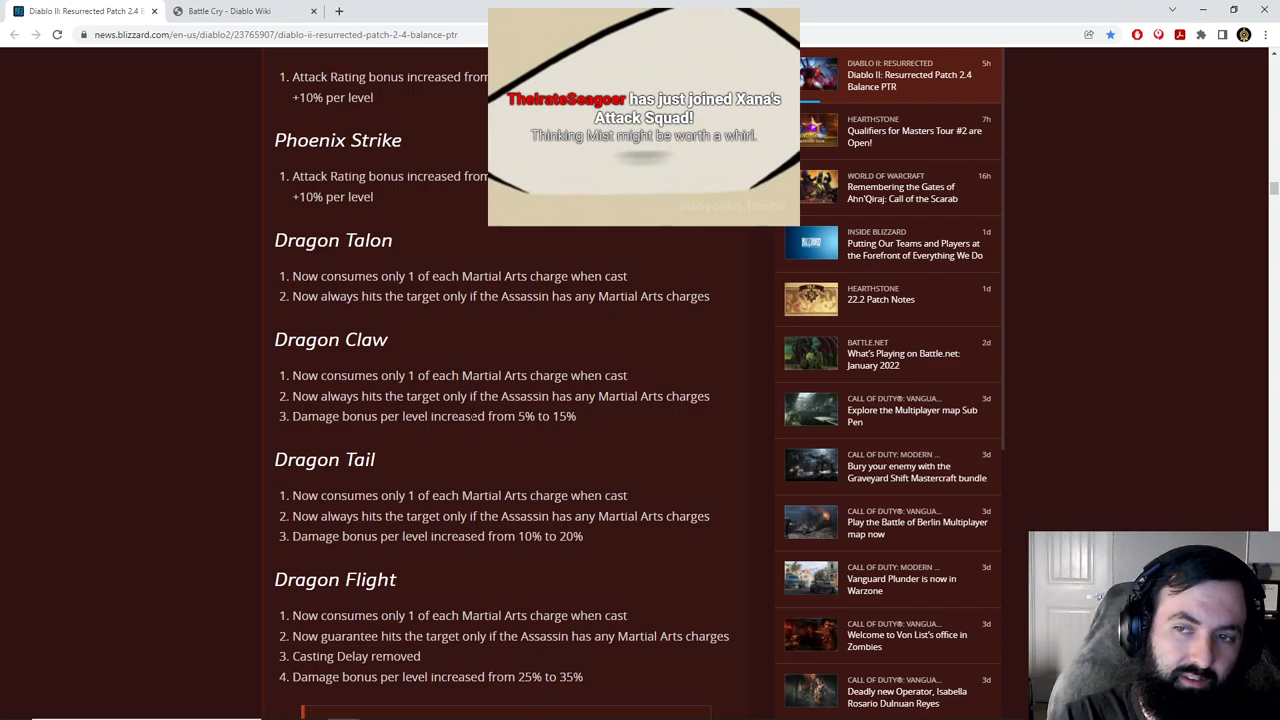 Diablo II: Resurrected Patch 2.4 B
Battle Cry - Diablo Wiki
news.blizzard.com/en-us/diablo2/23765907/diablo-ii-resurrected-patch-2-4-balance-ptr
1. Attack Rating bonus increased from
+10% per level
Phoenix Strike
1. Attack Rating bonus increased from
+10% per level
Dragon Talon
1. Now consumes only 1 of each Martial Arts charge when cast
2. Now always hits the target only if the Assassin has any Martial Arts charges
Dragon Claw
1. Now consumes only 1 of each Martial Arts charge when cast
2. Now always hits the target only if the Assassin has any Martial Arts charges
3. Damage bonus per level increased from 5% to 15%
Dragon Tail
1. Now consumes only 1 of each Martial Arts charge when cast
2. Now always hits the target only if the Assassin has any Martial Arts charges
3. Damage bonus per level increased from 10% to 20%
Dragon Flight
1. Now consumes only 1 of each Martial Arts charge when cast
2. Now guarantee hits the target only if the Assassin has any Martial Arts charges
3. Casting Delay removed
4. Damage bonus per level increased from 25% to 35%
TheIrateSeagoer has just joined Xana's
Attack Squad!
Thinking Mist might be worth a whirl.
oddyouko tumblr
DIABLO II: RESURRECTED 5h
Diablo II: Resurrected Patch 2.4
Balance PTR
HEARTHSTONE 7h
Qualifiers for Masters Tour #2 are
Open!
WORLD OF WARCRAFT 16h
Remembering the Gates of
Ahn'Qiraj: Call of the Scarab
INSIDE BLIZZARD 1d
Putting Our Teams and Players at
the Forefront of Everything We Do
HEARTHSTONE 1d
22.2 Patch Notes
BATTLE.NET 2d
What's Playing on Battle.net:
January 2022
CALL OF DUTY®: VANGUA... 3d
Explore the Multiplayer map Sub
Pen
CALL OF DUTY: MODERN ... 3d
Bury your enemy with the
Graveyard Shift Mastercraft bundle
CALL OF DUTY®: VANGUA... 3d
Play the Battle of Berlin Multiplayer
map now
CALL OF DUTY: MODERN ... 3d
Vanguard Plunder is now in
Warzone
CALL OF DUTY®: VANGUA... 3d
Welcome to Von List's office in
Zombies
CALL OF DUTY®: VANGUA... 3d
Deadly new Operator, Isabella
Rosario Dulnuan Reyes